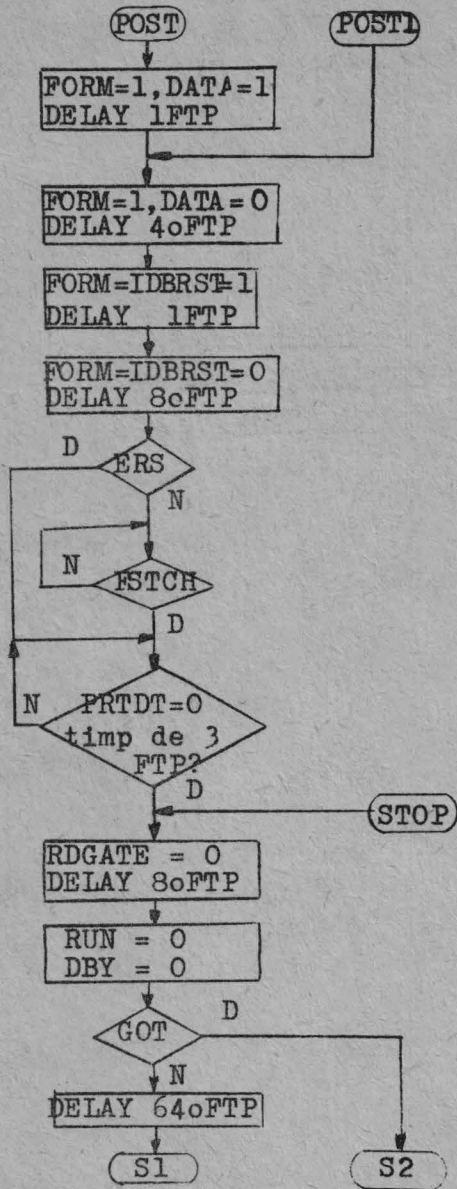 POST
POST1
FORM=1,DATA=1
DELAY 1FTP
FORM=1,DATA=0
DELAY 4oFTP
FORM=IDBRST=1
DELAY 1FTP
FORM=IDBRST=0
DELAY 8oFTP
D
ERS
N
N
FSTCH
D
N
PRTDT=0
timp de 3
FTP?
D
STOP
RDGATE = 0
DELAY 8oFTP
RUN = 0
DBY = 0
GOT
D
N
DELAY 64oFTP
S1
S2